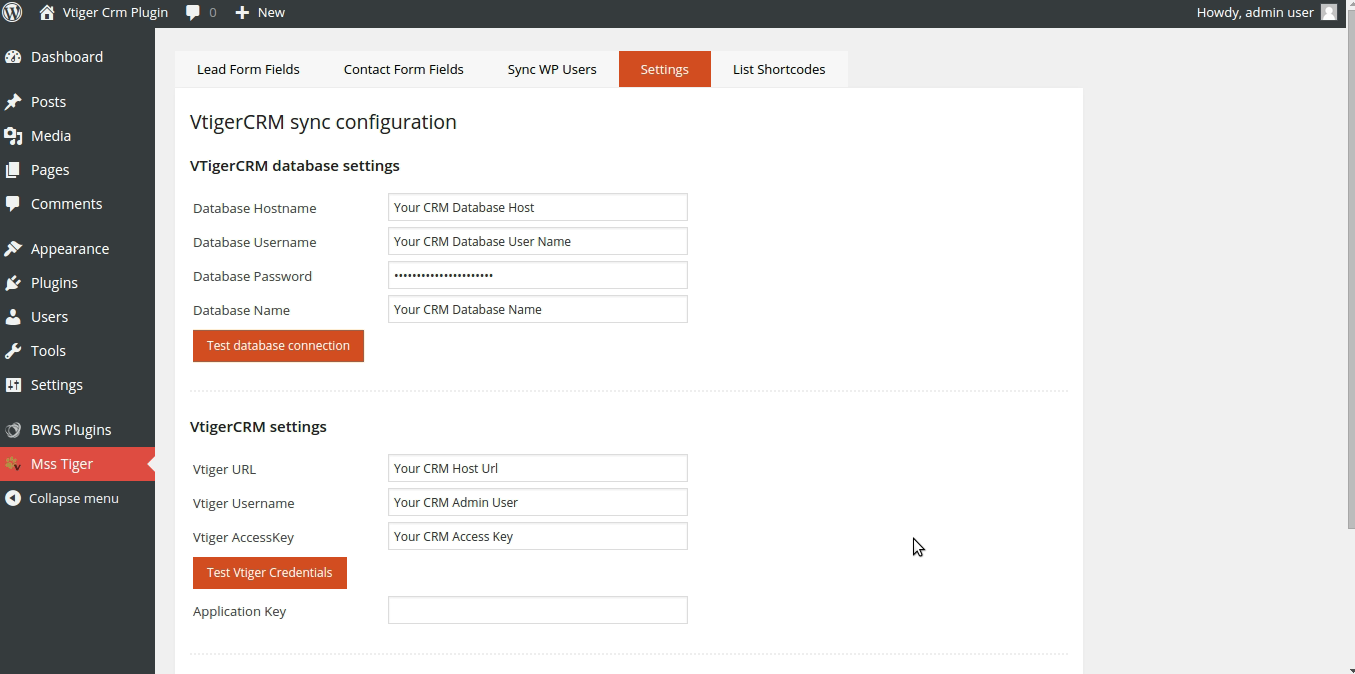 Vtiger Crm Plugin 0 New Howdy, admin user
Dashboard
Posts
Media
Pages
Comments
Appearance
Plugins
Users
Tools
Settings
BWS Plugins
Mss Tiger
Collapse menu
Lead Form Fields Contact Form Fields Sync WP Users Settings List Shortcodes
VtigerCRM sync configuration
VTigerCRM database settings
Database Hostname Your CRM Database Host
Database Username Your CRM Database User Name
Database Password ••••••••••••••••••••••
Database Name Your CRM Database Name
Test database connection
VtigerCRM settings
Vtiger URL Your CRM Host Url
Vtiger Username Your CRM Admin User
Vtiger AccessKey Your CRM Access Key
Test Vtiger Credentials
Application Key